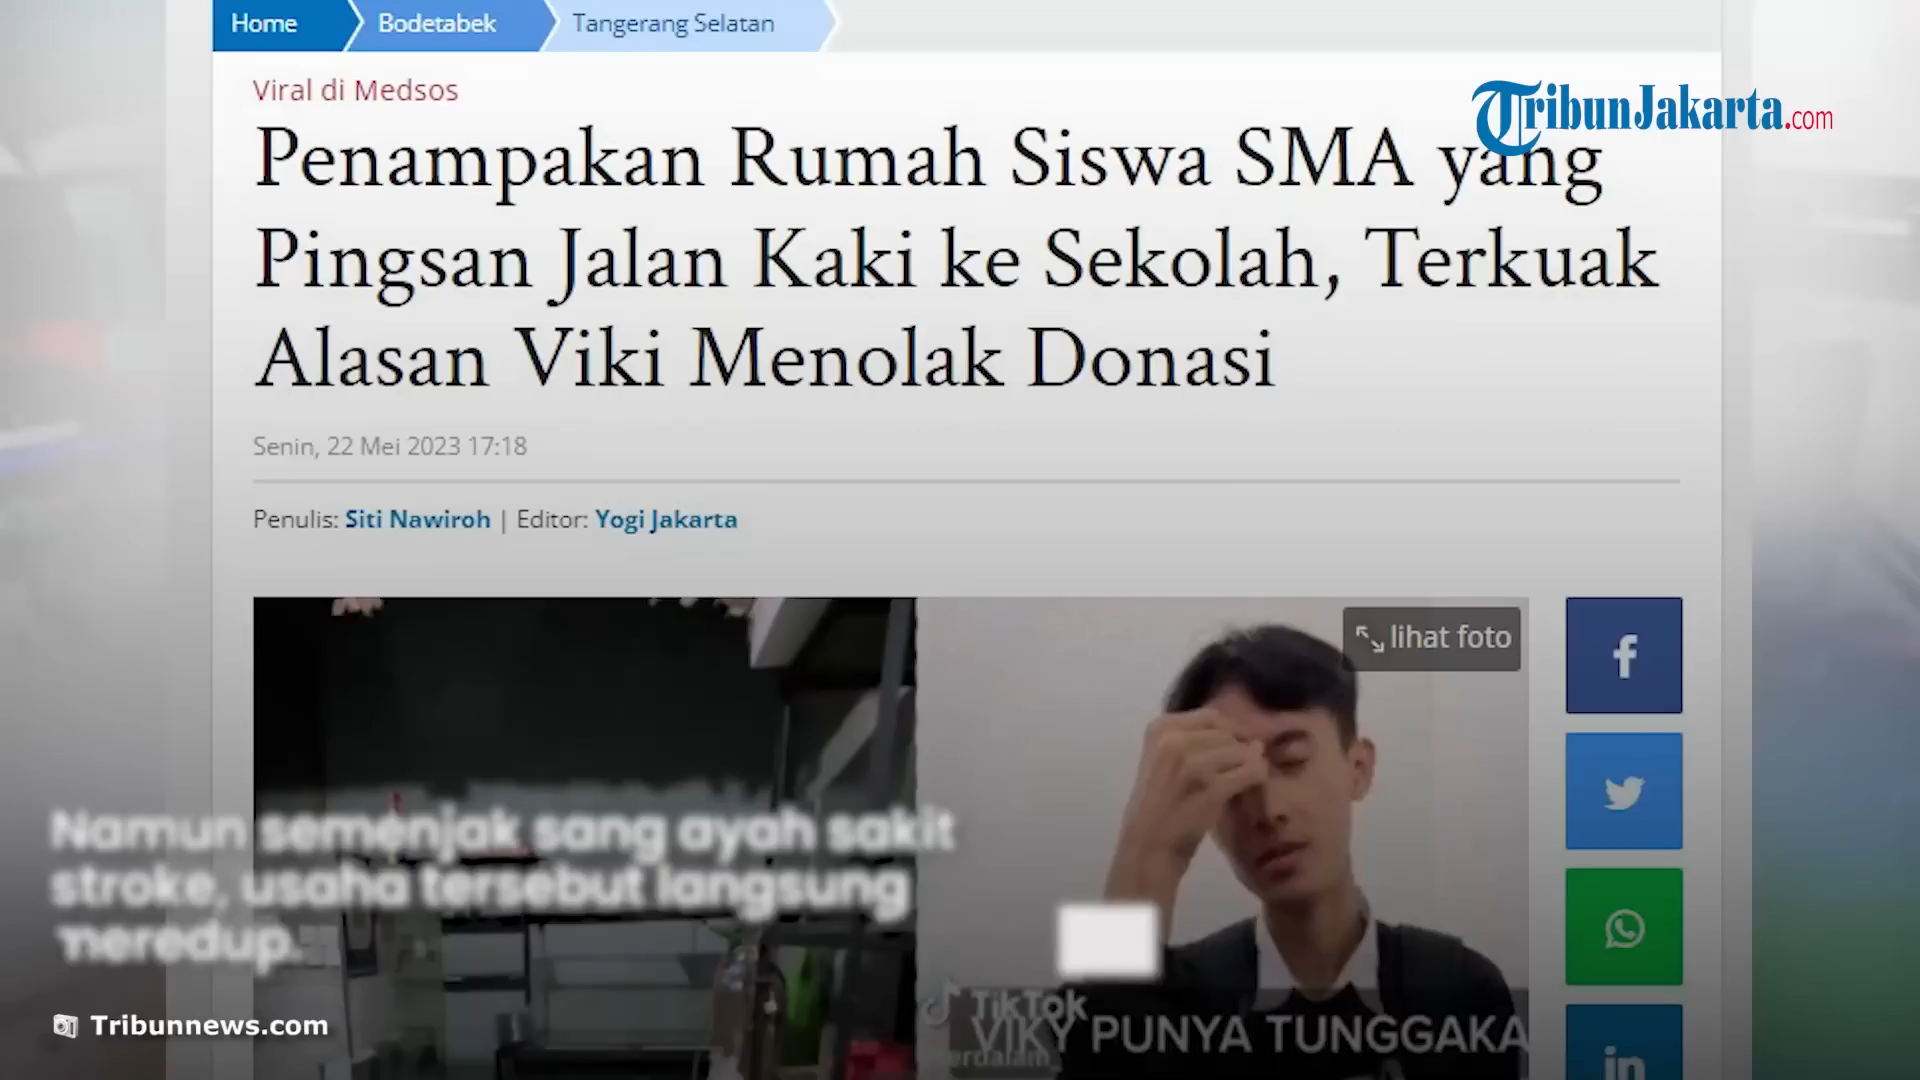 Home
Bodetabek
Tangerang Selatan
Viral di Medsos
TribunJakarta.com
Penampakan Rumah Siswa SMA yang
Pingsan Jalan Kaki ke Sekolah, Terkuak
Alasan Viki Menolak Donasi
Senin, 22 Mei 2023 17:18
Penulis: Siti Nawiroh | Editor: Yogi Jakarta
lihat foto
f
Namun semenjak sang ayah sakit
stroke, usaha tersebut langsung
meredup.
TikTok
VIKY PUNYA TUNGGAKA
in
Tribunnews.com